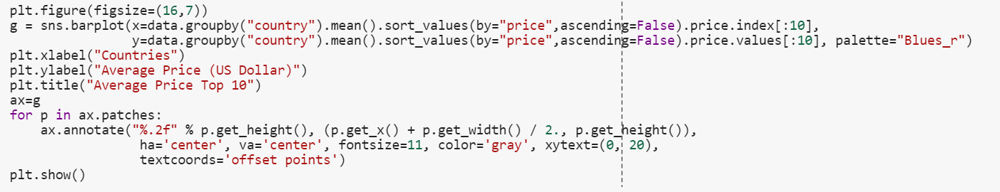 plt.figure(figsize=(16,7))
g = sns.barplot(x=data.groupby("country").mean().sort_values(by="price",ascending=False).price.index[:10],
                y=data.groupby("country").mean().sort_values(by="price",ascending=False).price.values[:10], palette="Blues_r")
plt.xlabel("Countries")
plt.ylabel("Average Price (US Dollar)")
plt.title("Average Price Top 10")
ax=g
for p in ax.patches:
    ax.annotate("%.2f" % p.get_height(), (p.get_x() + p.get_width() / 2., p.get_height()),
                 ha='center', va='center', fontsize=11, color='gray', xytext=(0, 20),
                 textcoords='offset points')
plt.show()